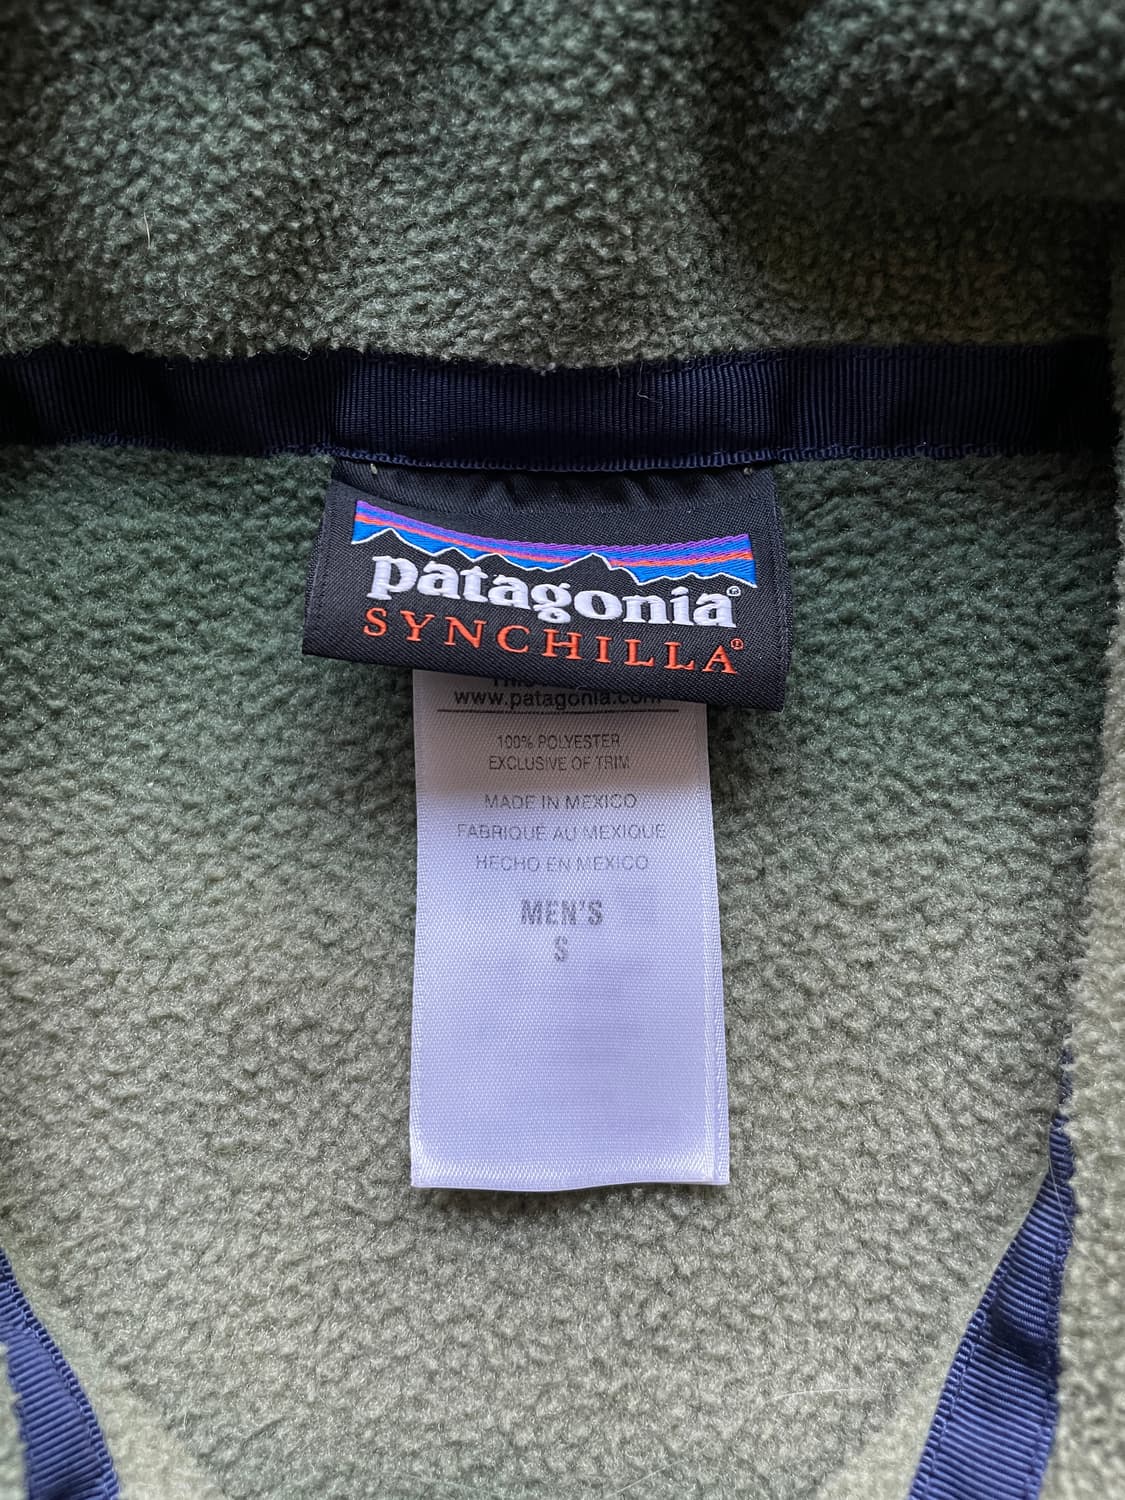 patagonia®
SYNCHILLA®
www.patagonia.com
100% POLYESTER
EXCLUSIVE OF TRIM
MADE IN MEXICO
FABRIQUE AU MEXIQUE
HECHO EN MEXICO
MEN'S
S